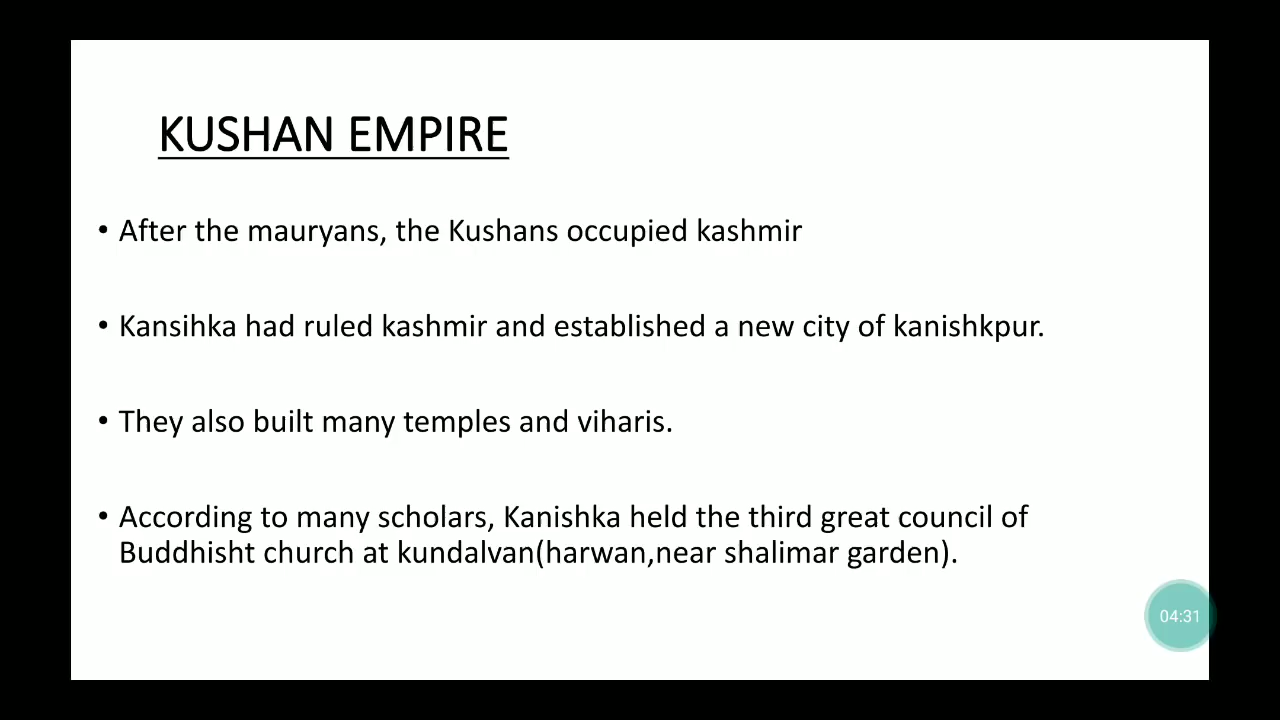 KUSHAN EMPIRE
• After the mauryans, the Kushans occupied kashmir
• Kansihka had ruled kashmir and established a new city of kanishkpur.
• They also built many temples and viharis.
• According to many scholars, Kanishka held the third great council of
Buddhisht church at kundalvan(harwan,near shalimar garden).
04:31